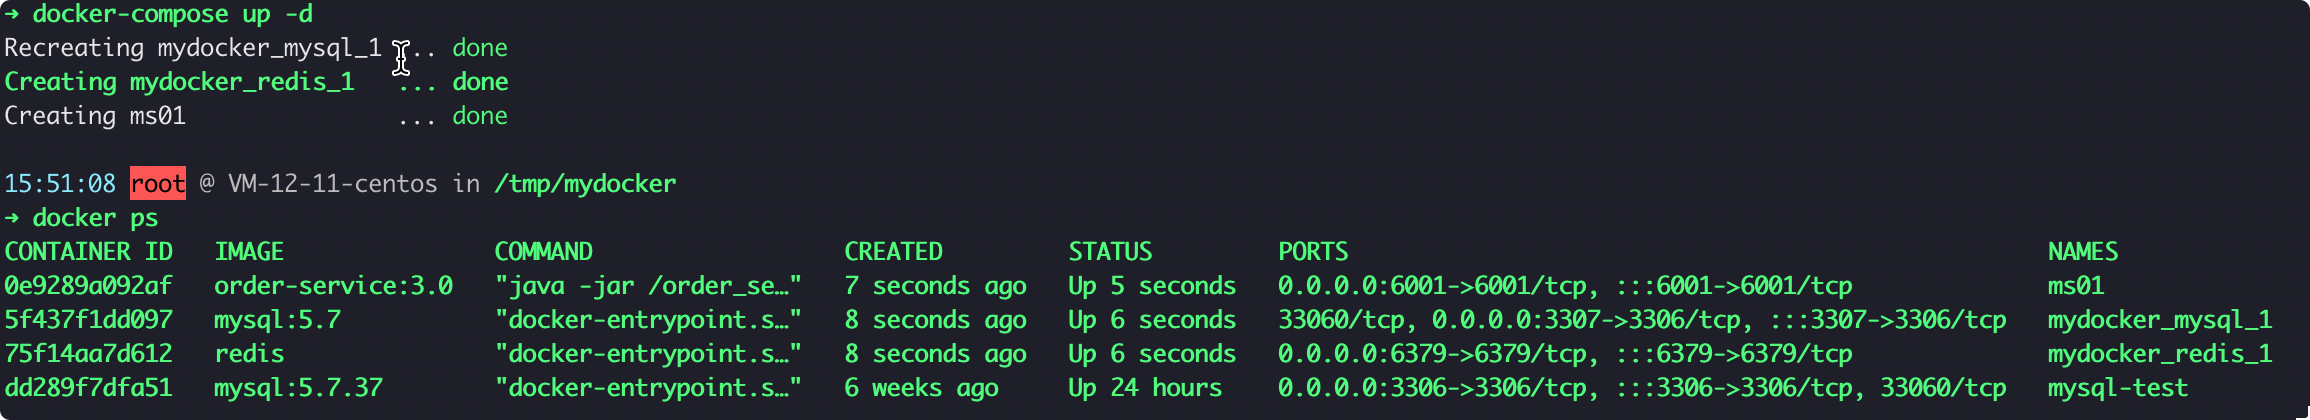 → docker-compose up -d
Recreating mydocker_mysql_1 ... done
Creating mydocker_redis_1   ... done
Creating ms01               ... done
15:51:08 root @ VM-12-11-centos in /tmp/mydocker
→ docker ps
CONTAINER ID   IMAGE               COMMAND                  CREATED         STATUS         PORTS                                                  NAMES
0e9289a092af   order-service:3.0   "java -jar /order_se…"   7 seconds ago   Up 5 seconds   0.0.0.0:6001->6001/tcp, :::6001->6001/tcp              ms01
5f437f1dd097   mysql:5.7           "docker-entrypoint.s…"   8 seconds ago   Up 6 seconds   33060/tcp, 0.0.0.0:3307->3306/tcp, :::3307->3306/tcp   mydocker_mysql_1
75f14aa7d612   redis               "docker-entrypoint.s…"   8 seconds ago   Up 6 seconds   0.0.0.0:6379->6379/tcp, :::6379->6379/tcp              mydocker_redis_1
dd289f7dfa51   mysql:5.7.37        "docker-entrypoint.s…"   6 weeks ago     Up 24 hours    0.0.0.0:3306->3306/tcp, :::3306->3306/tcp, 33060/tcp   mysql-test